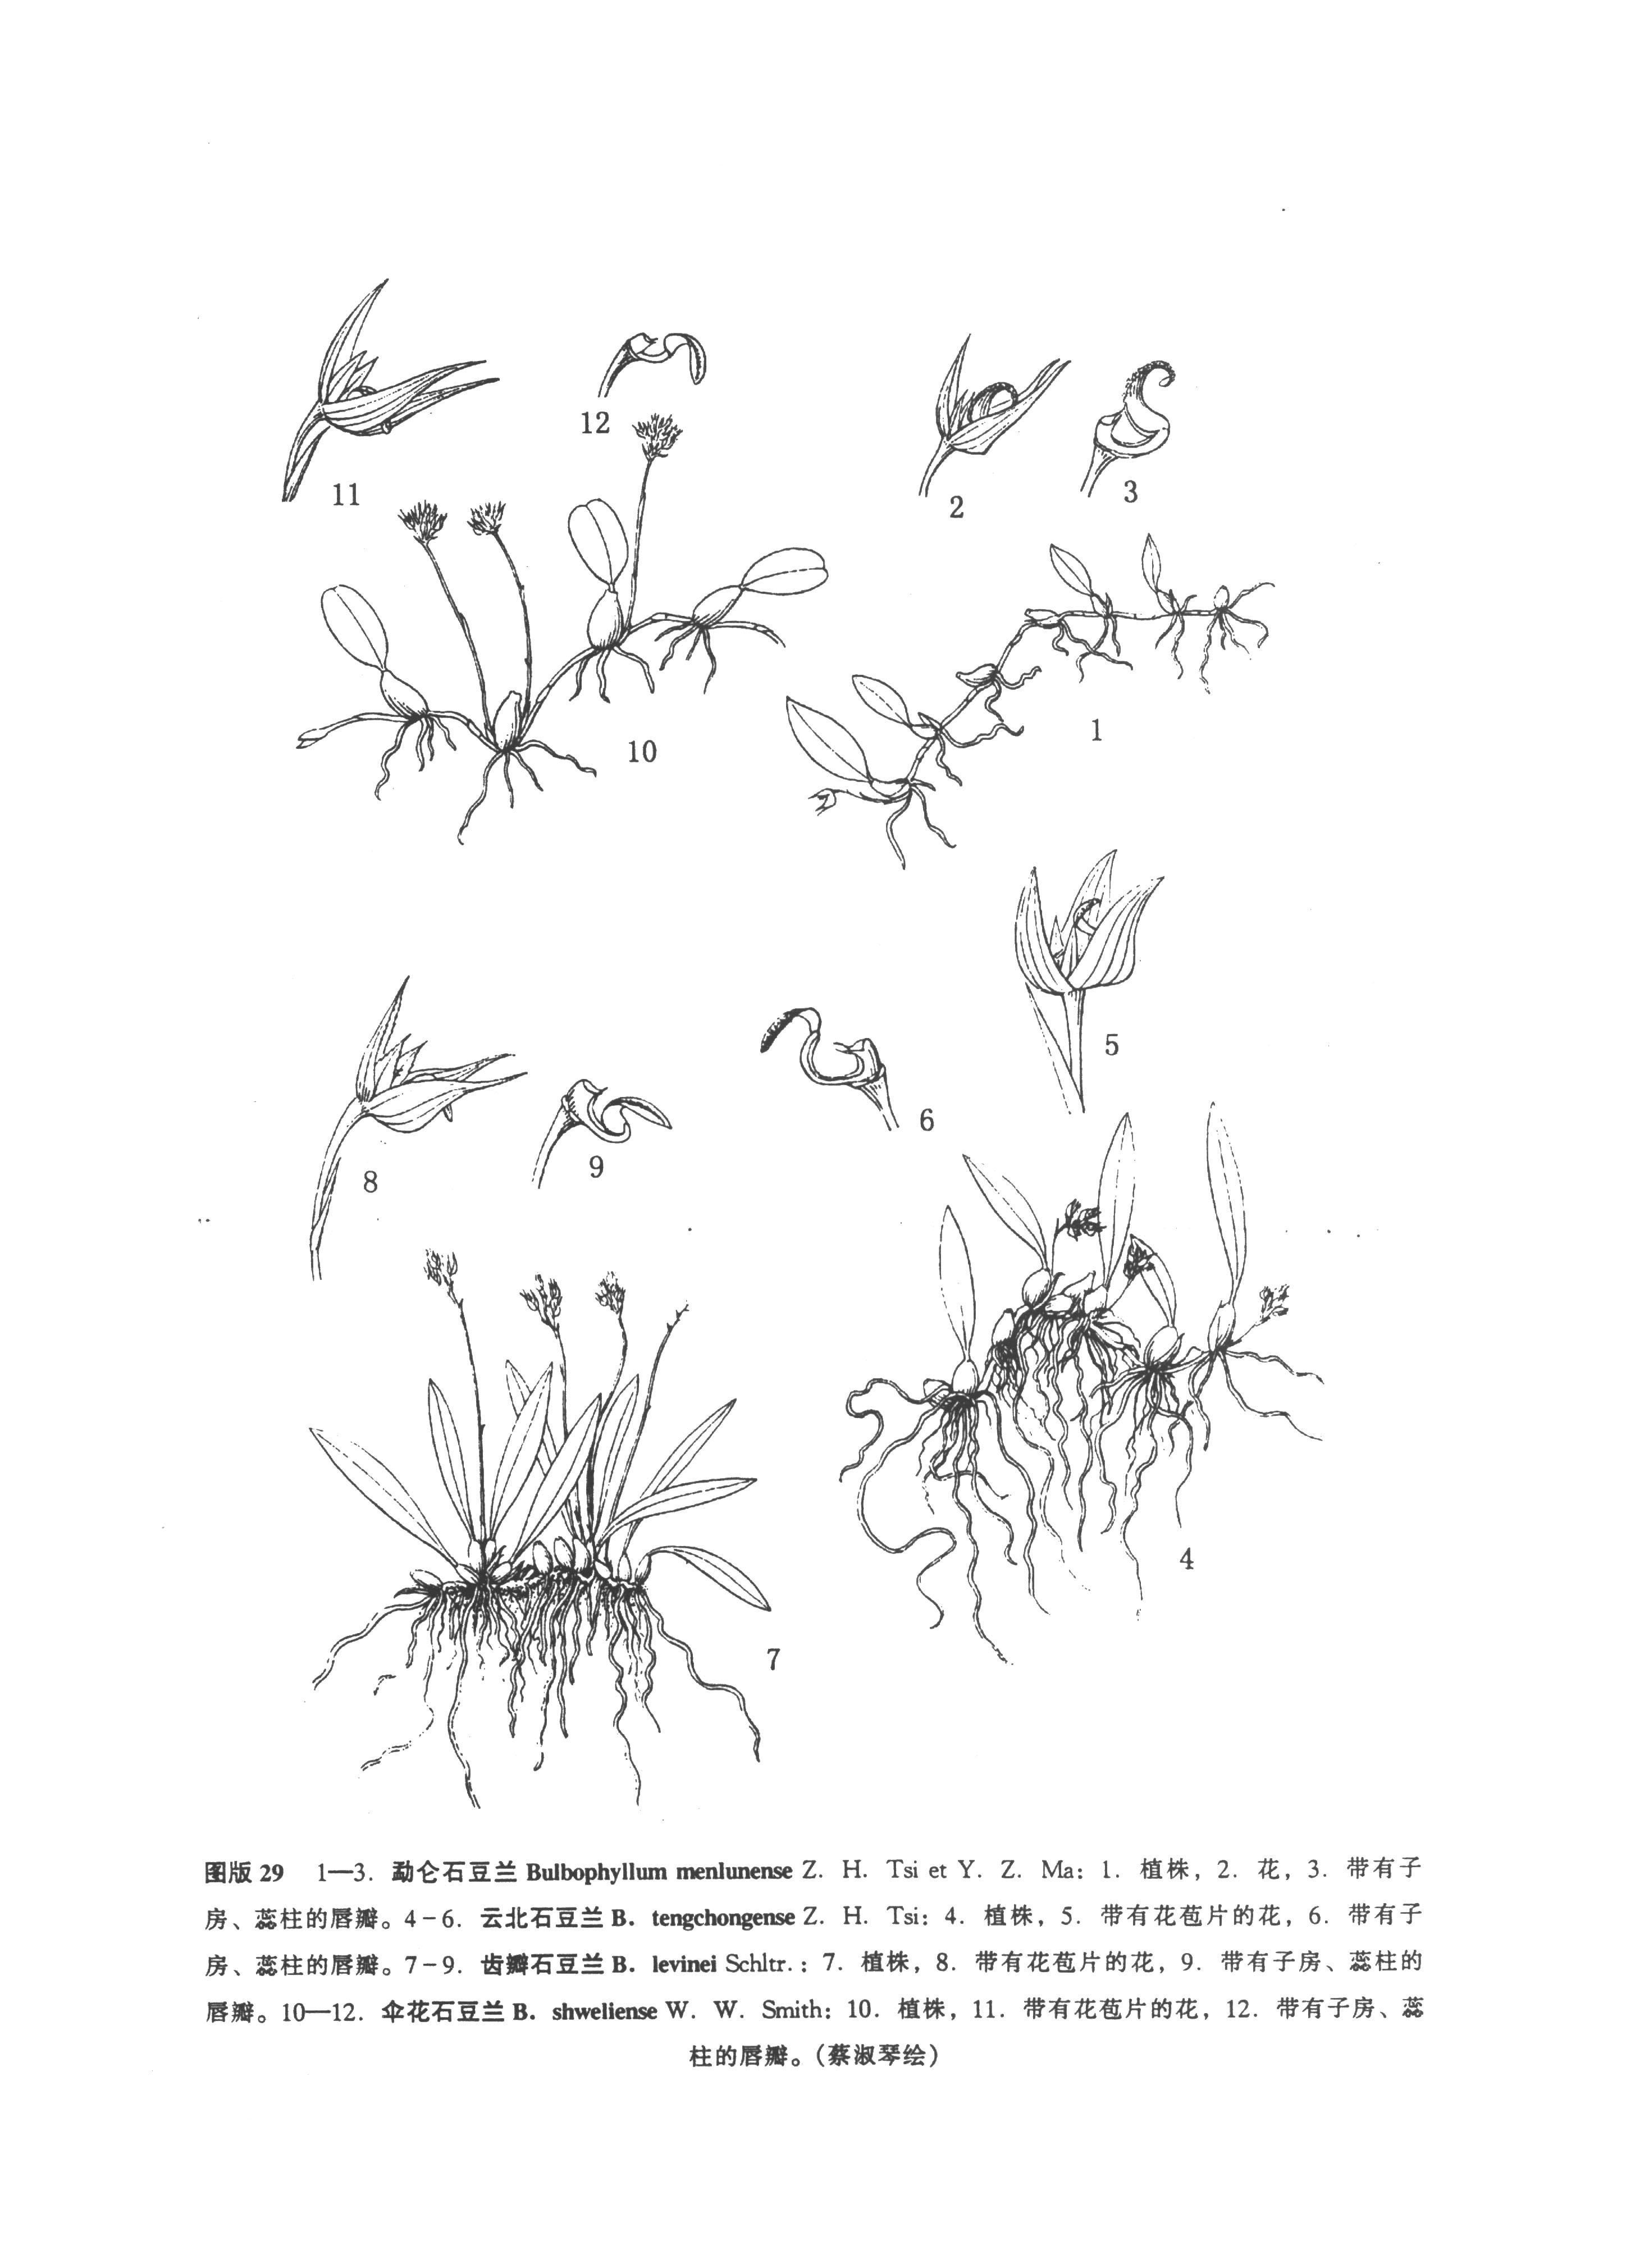 12
11
2
3
10
1
5
6
8
9
4
7
图版 29 1—3. 勐仑石豆兰 Bulbophyllum menlunense Z. H. Tsi et Y. Z. Ma: 1. 植株, 2. 花, 3. 带有子
房、蕊柱的唇瓣。4-6. 云北石豆兰 B. tengchongense Z. H. Tsi: 4. 植株, 5. 带有花苞片的花, 6. 带有子
房、蕊柱的唇瓣。7-9. 齿瓣石豆兰 B. levinei Schltr.: 7. 植株, 8. 带有花苞片的花, 9. 带有子房、蕊柱的
唇瓣。10—12. 伞花石豆兰 B. shweliense W. W. Smith: 10. 植株, 11. 带有花苞片的花, 12. 带有子房、蕊
柱的唇瓣。(蔡淑琴绘)